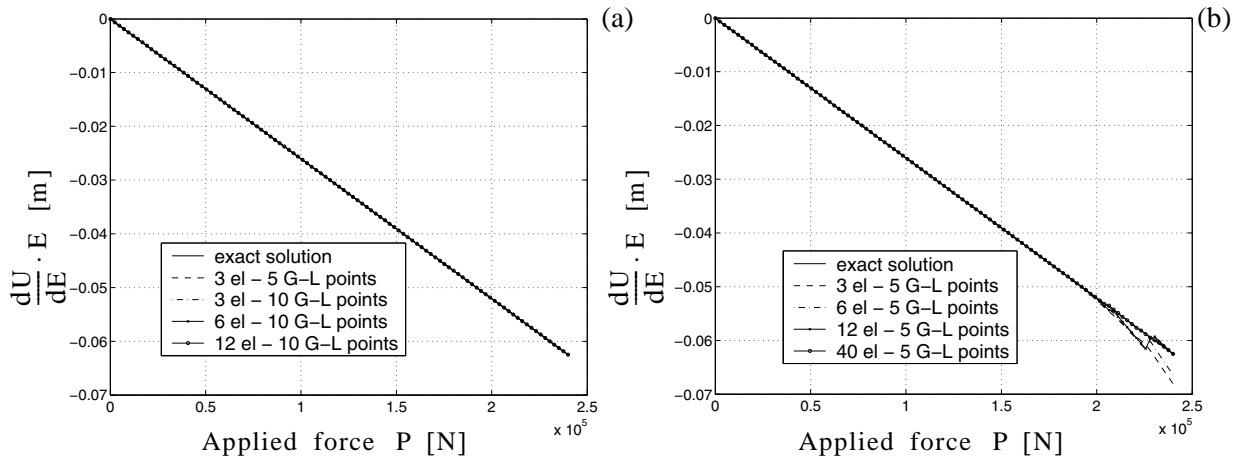 (a)
0
−0.01
−0.02
−0.03
−0.04
−0.05
−0.06
−0.07
dU
dE
· E [m]
exact solution
3 el − 5 G−L points
3 el − 10 G−L points
6 el − 10 G−L points
12 el − 10 G−L points
0
0.5
1
1.5
2
2.5
x 10⁵
Applied force P [N]
(b)
0
−0.01
−0.02
−0.03
−0.04
−0.05
−0.06
−0.07
dU
dE
· E [m]
exact solution
3 el − 5 G−L points
6 el − 5 G−L points
12 el − 5 G−L points
40 el − 5 G−L points
0
0.5
1
1.5
2
2.5
x 10⁵
Applied force P [N]